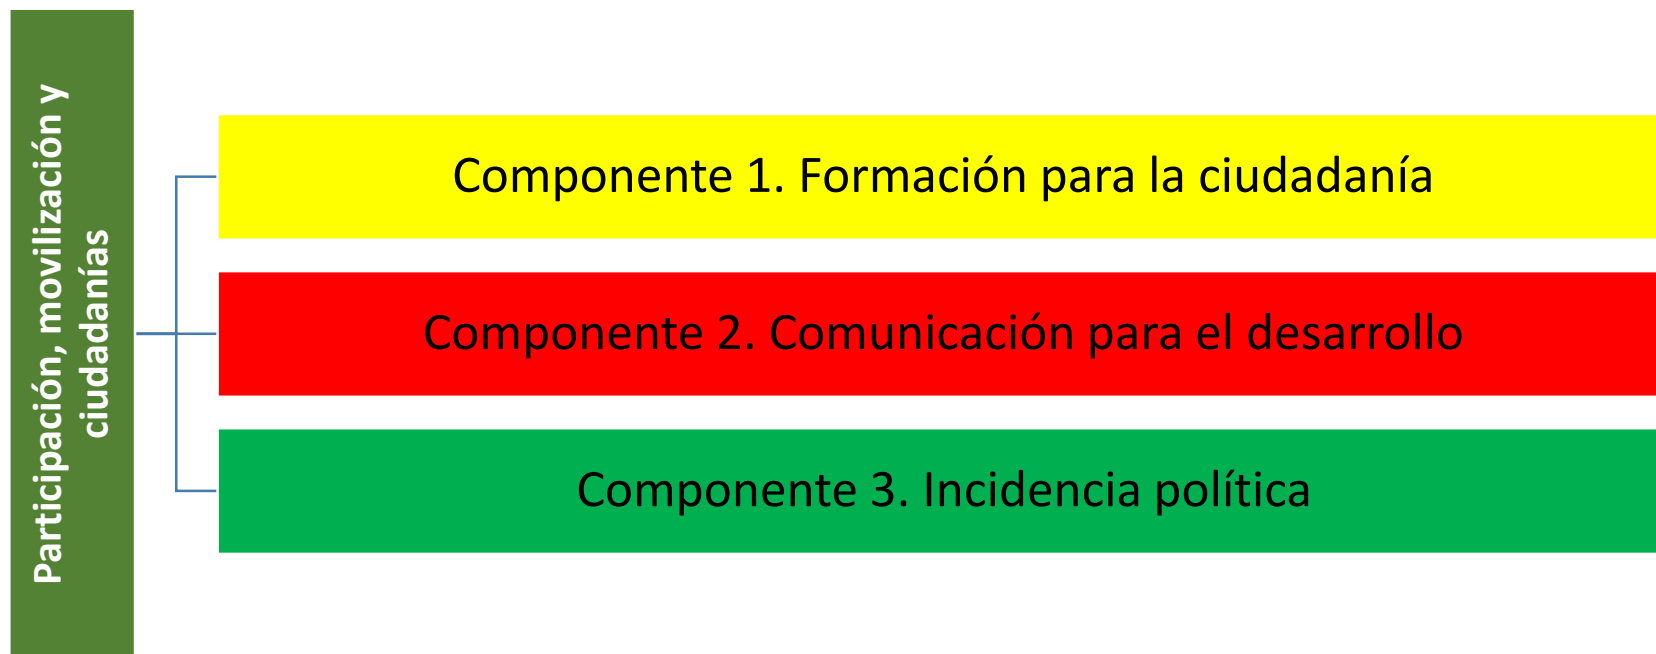 Participación, movilización y
ciudadanías
Componente 1. Formación para la ciudadanía
Componente 2. Comunicación para el desarrollo
Componente 3. Incidencia política